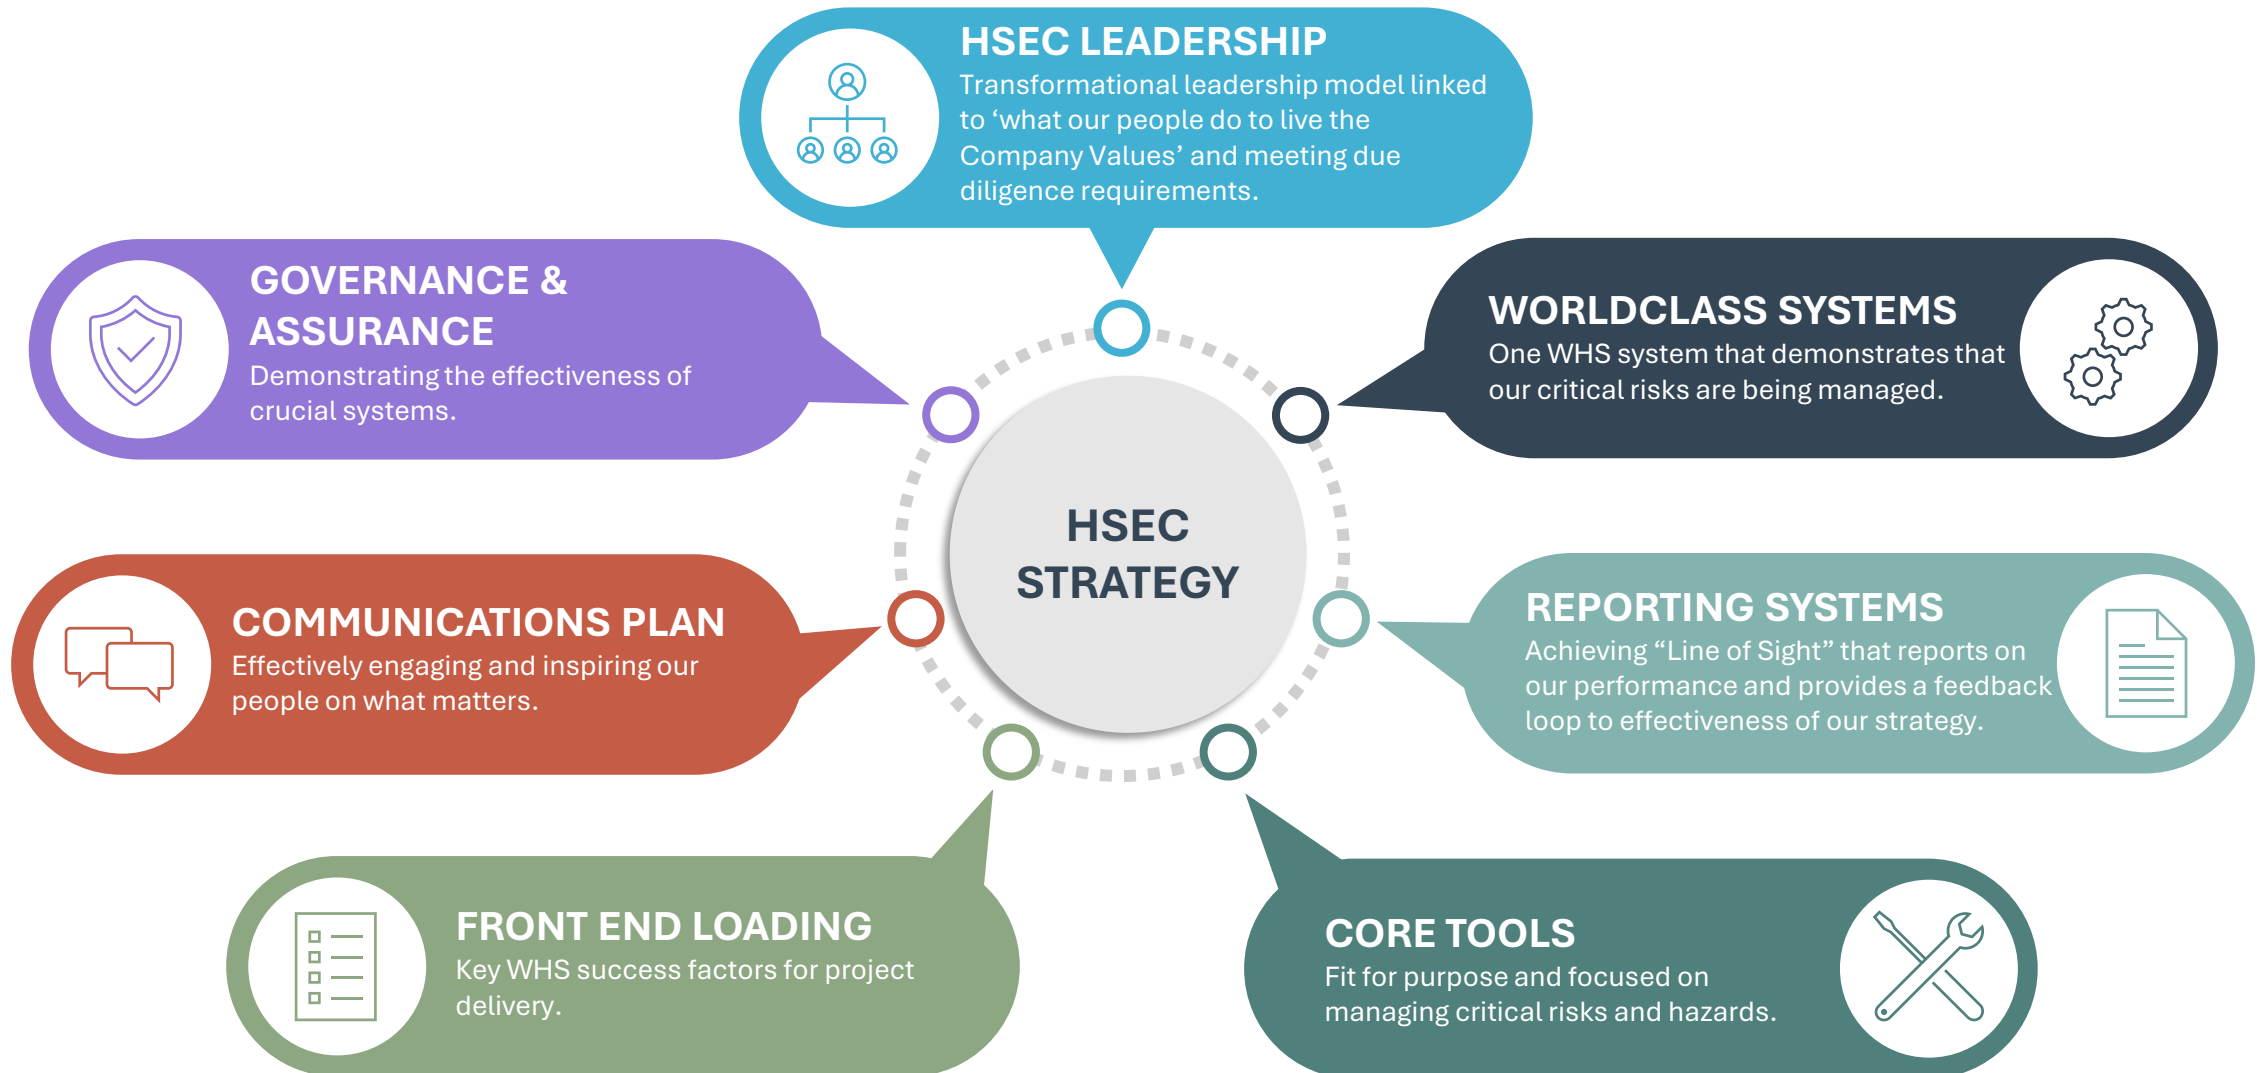 HSEC LEADERSHIP
Transformational leadership model linked
to ‘what our people do to live the
Company Values’ and meeting due
diligence requirements.
GOVERNANCE &
ASSURANCE
Demonstrating the effectiveness of
crucial systems.
WORLDCLASS SYSTEMS
One WHS system that demonstrates that
our critical risks are being managed.
HSEC
STRATEGY
COMMUNICATIONS PLAN
Effectively engaging and inspiring our
people on what matters.
REPORTING SYSTEMS
Achieving “Line of Sight” that reports on
our performance and provides a feedback
loop to effectiveness of our strategy.
FRONT END LOADING
Key WHS success factors for project
delivery.
CORE TOOLS
Fit for purpose and focused on
managing critical risks and hazards.